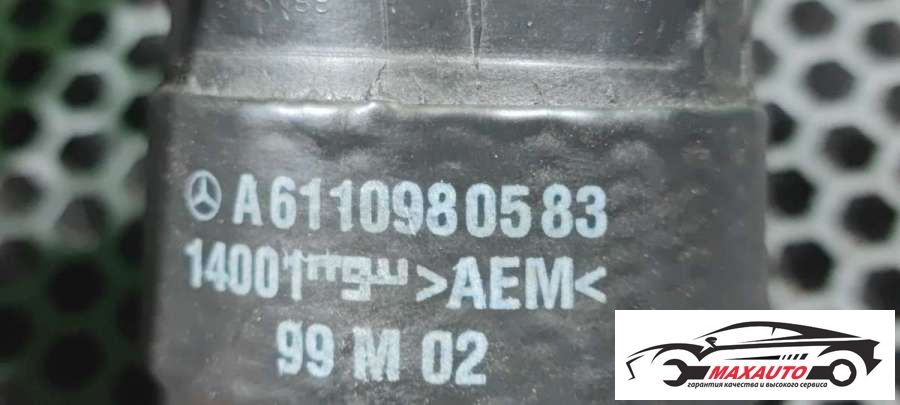 A6110980583
14001 >AEM<
99 M 02
MAXAUTO
гарантия качества и высокого сервиса